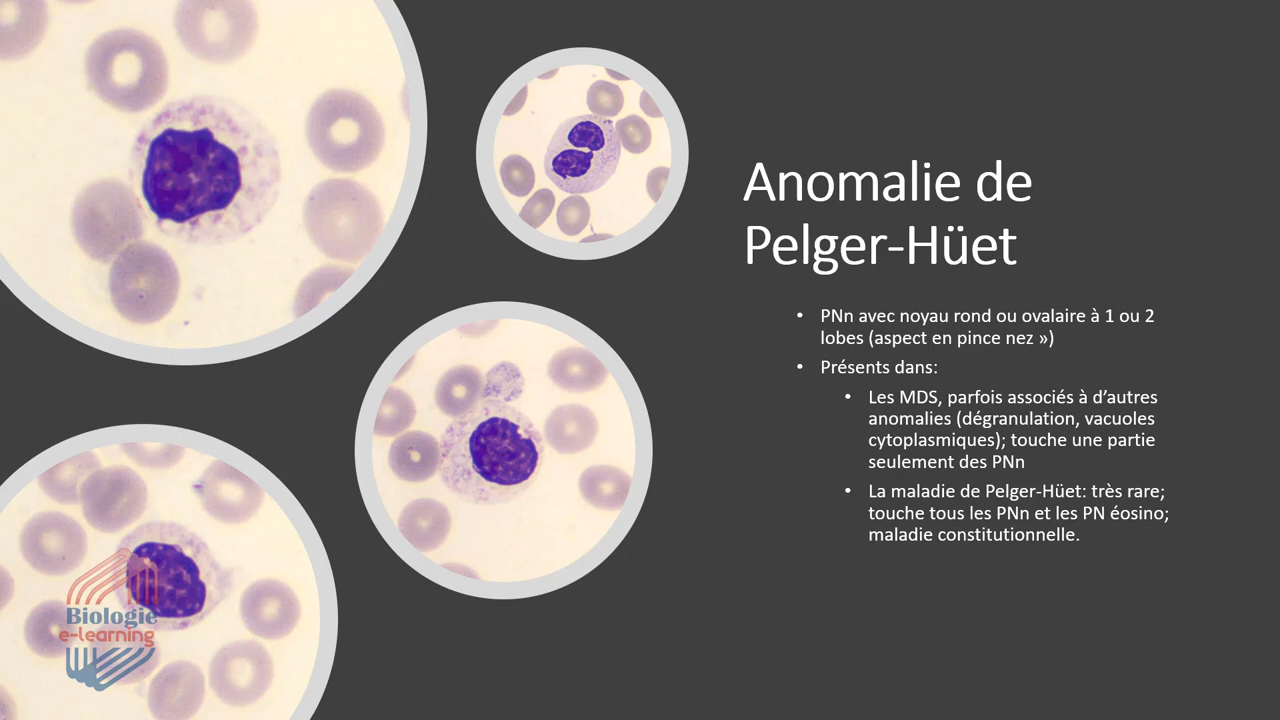 Anomalie de
Pelger-Hüet
• PNn avec noyau rond ou ovalaire à 1 ou 2
lobes (aspect en pince nez »)
• Présents dans:
• Les MDS, parfois associés à d’autres
anomalies (dégranulation, vacuoles
cytoplasmiques); touche une partie
seulement des PNn
• La maladie de Pelger-Hüet: très rare;
touche tous les PNn et les PN éosino;
maladie constitutionnelle.
Biologie
e-learning